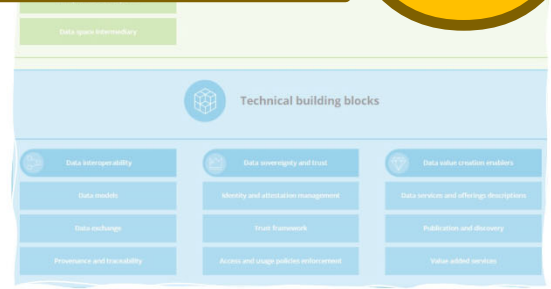 Data space intermediary
Technical building blocks
Data interoperability
Data sovereignty and trust
Data value creation enablers
Data models
Identity and attestation management
Data services and offerings descriptions
Data exchange
Trust framework
Publication and discovery
Provenance and traceability
Access and usage policies enforcement
Value added services